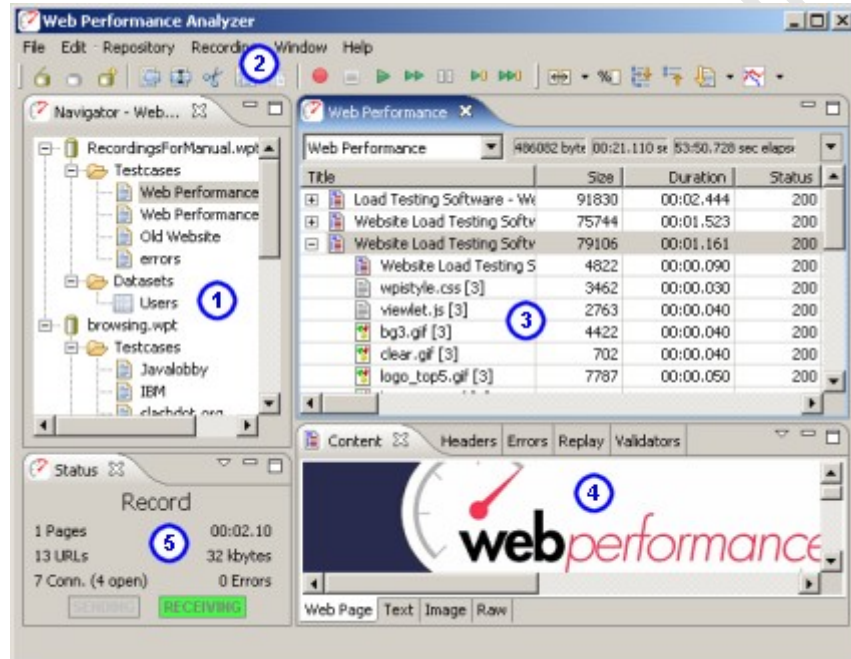 Web Performance Analyzer
File Edit Repository Recording Window Help
2
Navigator - Web...
RecordingsForManual.wpt
Testcases
Web Performance
Web Performance
Old Website
errors
Datasets
Users
1
browsing.wpt
Testcases
Javalobby
IBM
slashdot.org
Status
Record
1 Pages 00:02.10
13 URLs 32 kbytes
5
7 Conn. (4 open) 0 Errors
SENDING RECEIVING
Web Performance
Web Performance 486082 byte 00:21.110 se 53:50.728 sec elapse
Title Size Duration Status
Load Testing Software - We 91830 00:02.444 200
Website Load Testing Softv 75744 00:01.523 200
Website Load Testing Softv 79106 00:01.161 200
Website Load Testing S 4822 00:00.090 200
wpistyle.css [3] 3462 00:00.030 200
viewlet.js [3] 2763 00:00.040 200
3
bg3.gif [3] 4422 00:00.040 200
clear.gif [3] 702 00:00.040 200
logo_top5.gif [3] 7787 00:00.050 200
Content Headers Errors Replay Validators
4
webperformance
Web Page Text Image Raw